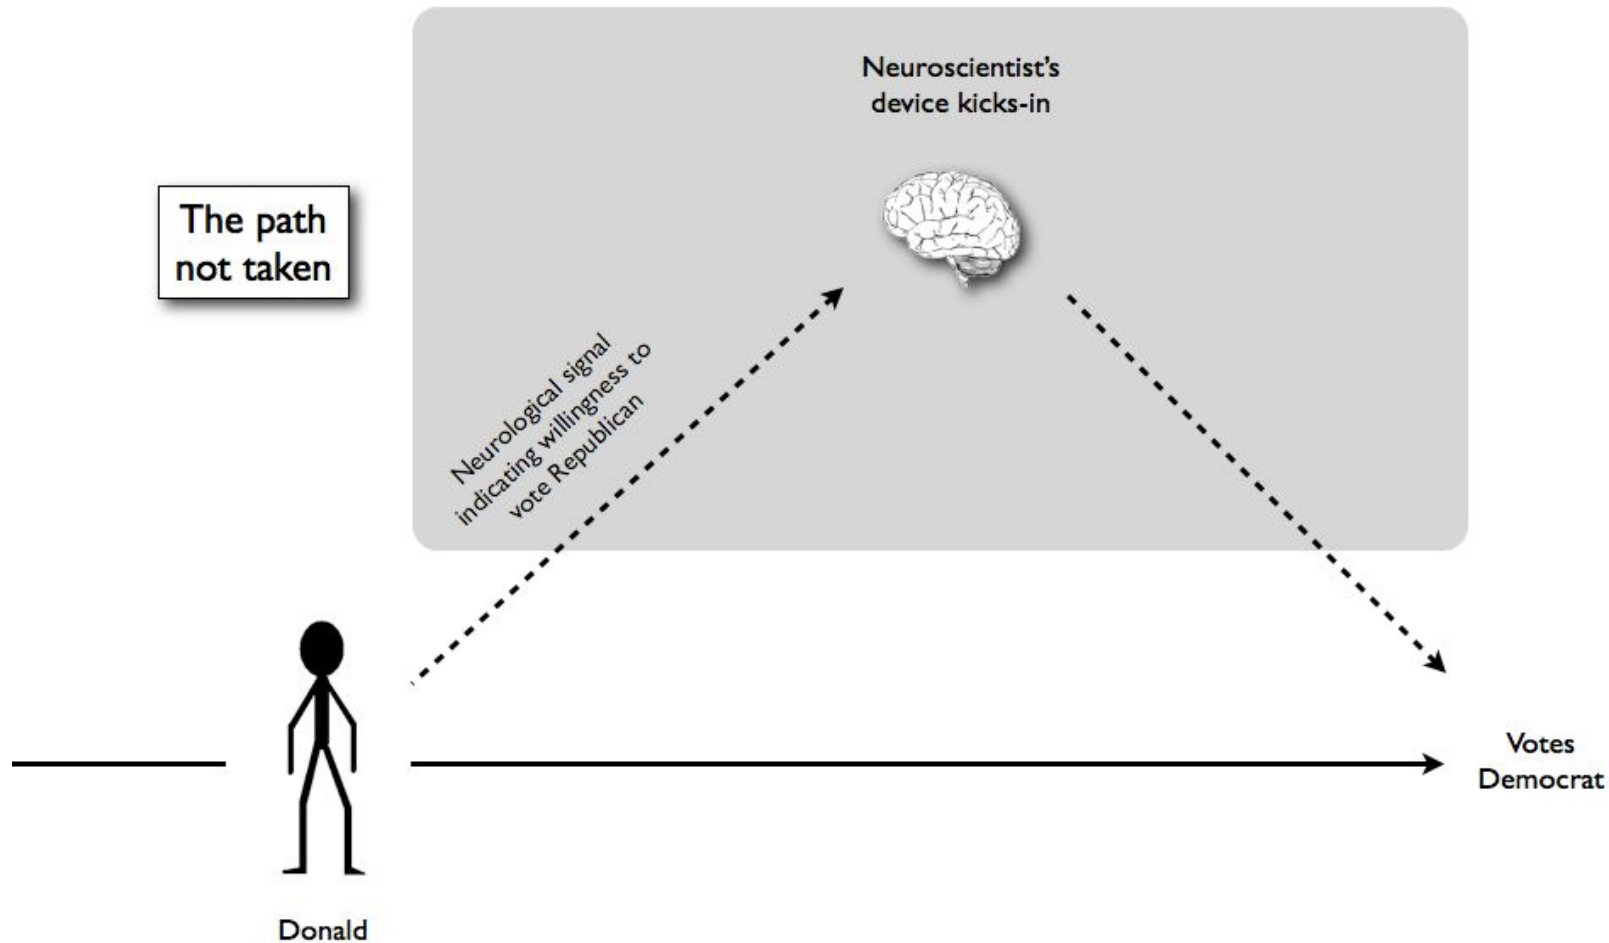 Neuroscientist's
device kicks-in
The path
not taken
Neurological signal
indicating willingness to
vote Republican
Votes
Democrat
Donald